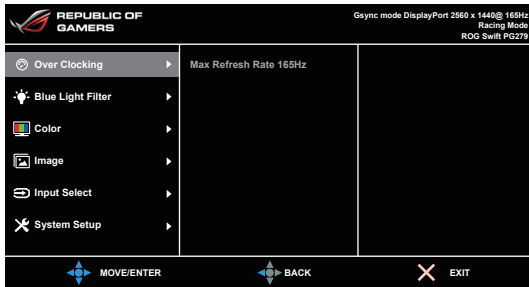 REPUBLIC OF
GAMERS
Gsync mode DisplayPort 2560 x 1440@ 165Hz
Racing Mode
ROG Swift PG279
Over Clocking
Max Refresh Rate 165Hz
Blue Light Filter
Color
Image
Input Select
System Setup
MOVE/ENTER
BACK
EXIT